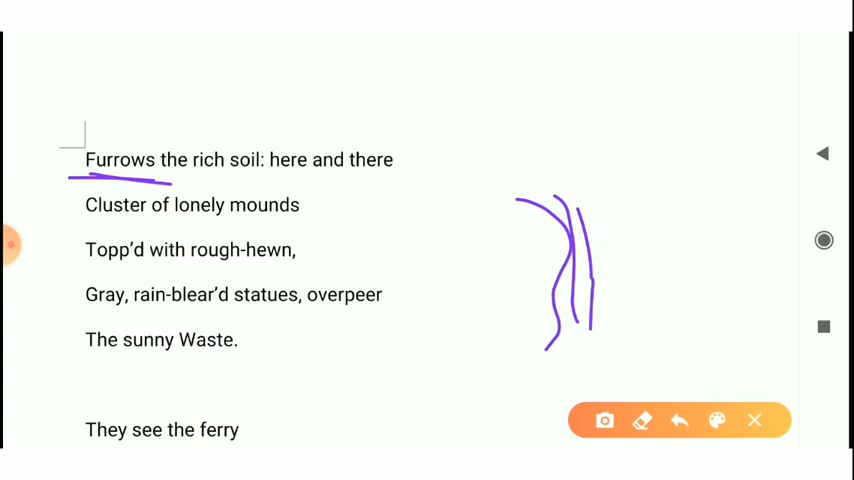 Furrows the rich soil: here and there
Cluster of lonely mounds
Topp’d with rough-hewn,
Gray, rain-blear’d statues, overpeer
The sunny Waste.
They see the ferry